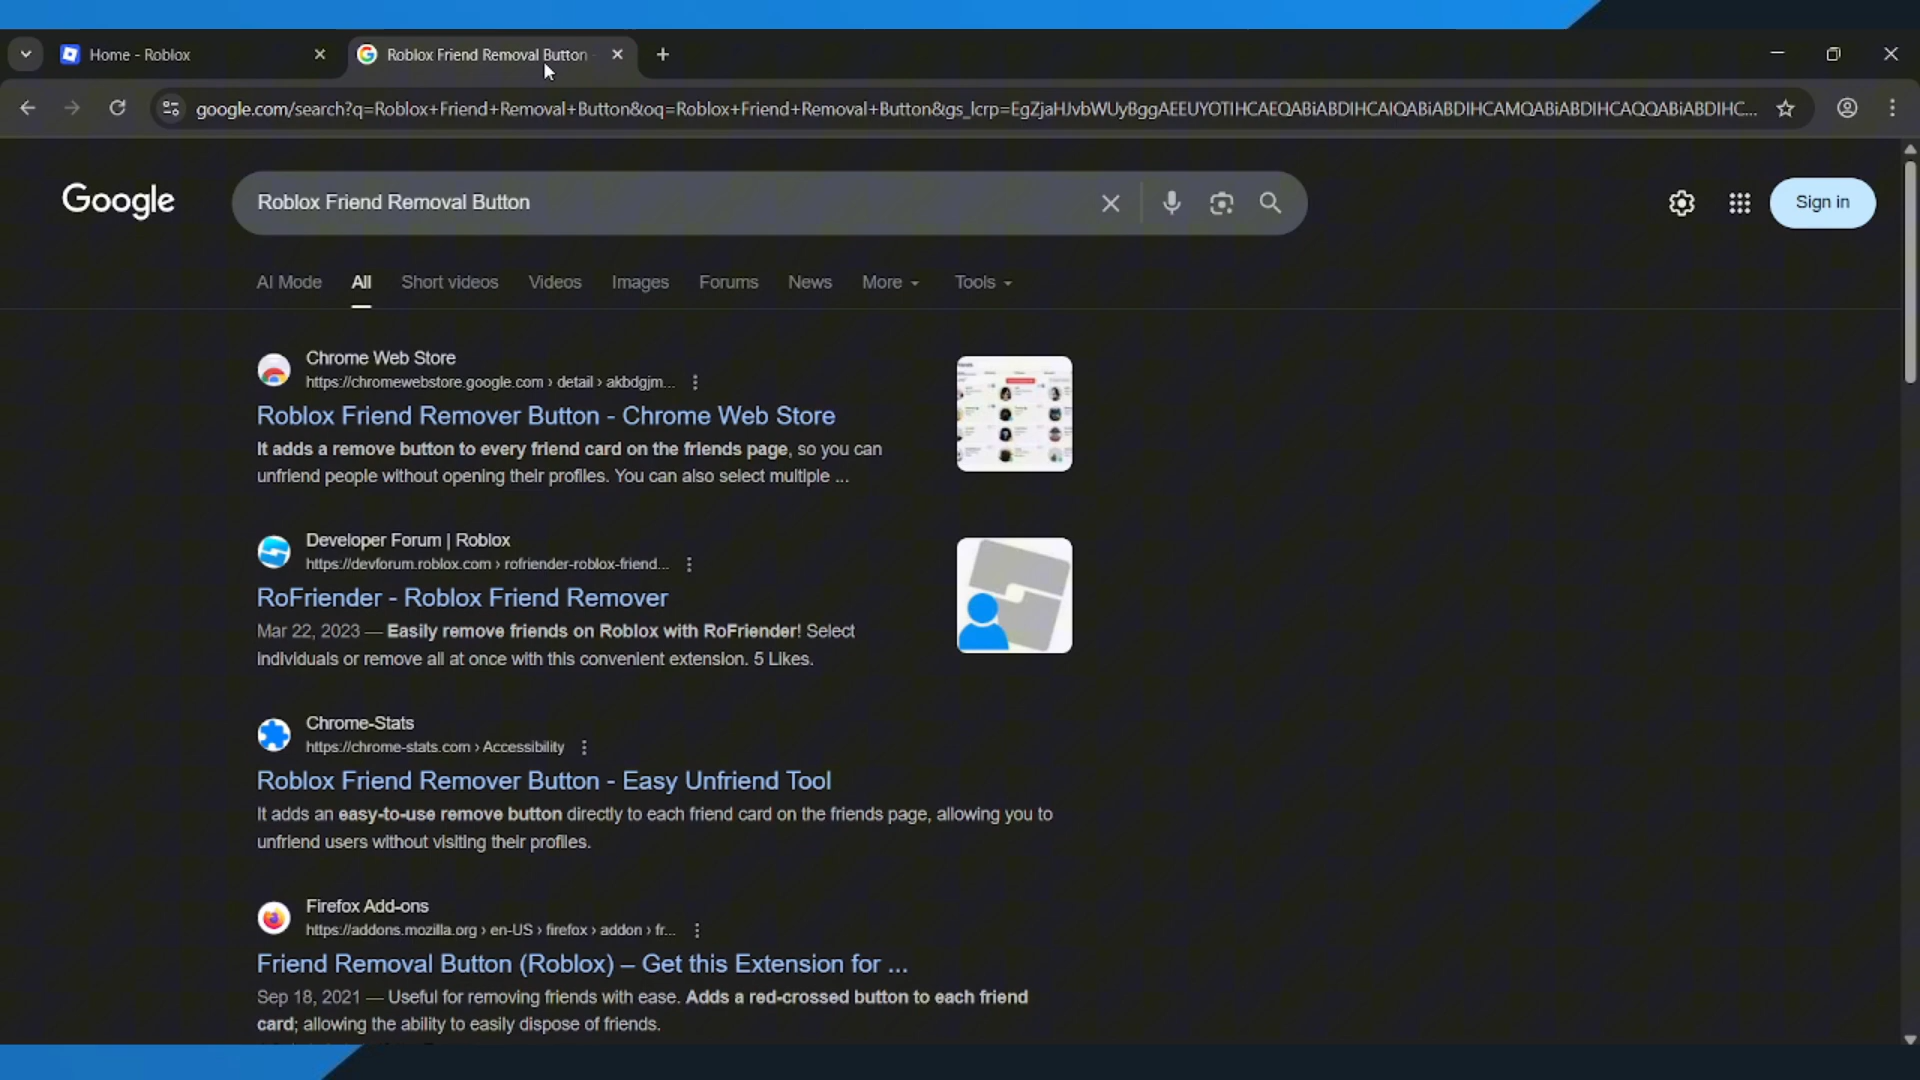 Home - Roblox
Roblox Friend Removal Button
google.com/search?q=Roblox+Friend+Removal+Button&oq=Roblox+Friend+Removal+Button&gs_lcrp=EgZjaHJvbWUyBggAEEUYOTIHCAEQABiABDIHCAIQABiABDIHCAMQABiABDIHCAQQABiABDIHC...
Google
Roblox Friend Removal Button
Sign in
AI Mode All Short videos Videos Images Forums News More Tools
Chrome Web Store
https://chromewebstore.google.com › detail › akbdgjm...
Roblox Friend Remover Button - Chrome Web Store
It adds a remove button to every friend card on the friends page, so you can
unfriend people without opening their profiles. You can also select multiple ...
Developer Forum | Roblox
https://devforum.roblox.com › rofriender-roblox-friend...
RoFriender - Roblox Friend Remover
Mar 22, 2023 — Easily remove friends on Roblox with RoFriender! Select
individuals or remove all at once with this convenient extension. 5 Likes.
Chrome-Stats
https://chrome-stats.com › Accessibility
Roblox Friend Remover Button - Easy Unfriend Tool
It adds an easy-to-use remove button directly to each friend card on the friends page, allowing you to
unfriend users without visiting their profiles.
Firefox Add-ons
https://addons.mozilla.org › en-US › firefox › addon › fr...
Friend Removal Button (Roblox) – Get this Extension for ...
Sep 18, 2021 — Useful for removing friends with ease. Adds a red-crossed button to each friend
card; allowing the ability to easily dispose of friends.